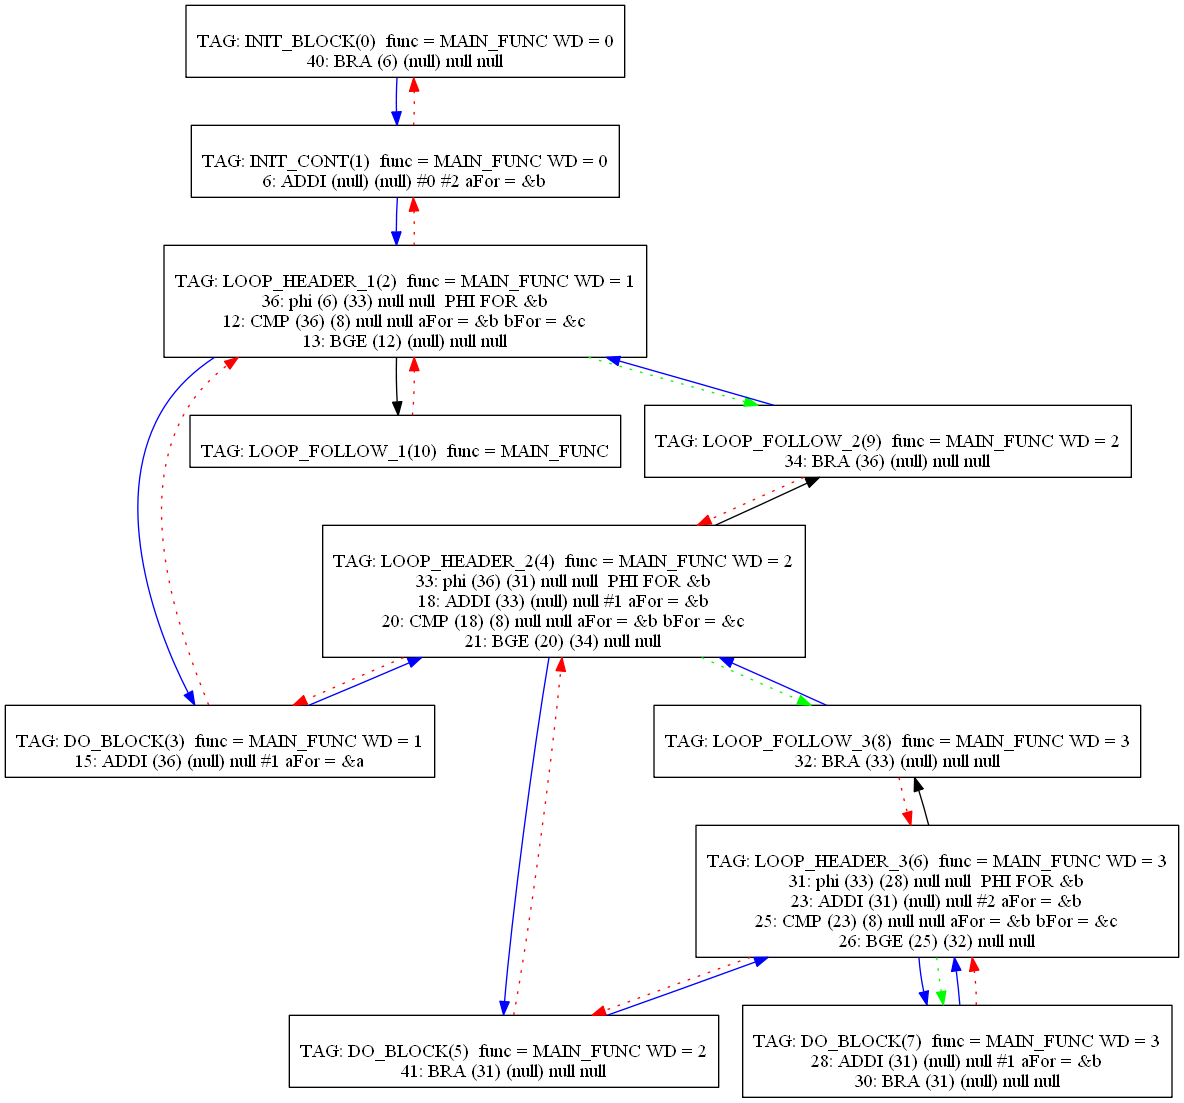 TAG: INIT_BLOCK(0)  func = MAIN_FUNC WD = 0
40: BRA (6) (null) null null
TAG: INIT_CONT(1)  func = MAIN_FUNC WD = 0
6: ADDI (null) (null) #0 #2 aFor = &b
TAG: LOOP_HEADER_1(2)  func = MAIN_FUNC WD = 1
36: phi (6) (33) null null  PHI FOR &b
12: CMP (36) (8) null null aFor = &b bFor = &c
13: BGE (12) (null) null null
TAG: LOOP_FOLLOW_1(10)  func = MAIN_FUNC
TAG: LOOP_FOLLOW_2(9)  func = MAIN_FUNC WD = 2
34: BRA (36) (null) null null
TAG: LOOP_HEADER_2(4)  func = MAIN_FUNC WD = 2
33: phi (36) (31) null null  PHI FOR &b
18: ADDI (33) (null) null #1 aFor = &b
20: CMP (18) (8) null null aFor = &b bFor = &c
21: BGE (20) (34) null null
TAG: DO_BLOCK(3)  func = MAIN_FUNC WD = 1
15: ADDI (36) (null) null #1 aFor = &a
TAG: LOOP_FOLLOW_3(8)  func = MAIN_FUNC WD = 3
32: BRA (33) (null) null null
TAG: LOOP_HEADER_3(6)  func = MAIN_FUNC WD = 3
31: phi (33) (28) null null  PHI FOR &b
23: ADDI (31) (null) null #2 aFor = &b
25: CMP (23) (8) null null aFor = &b bFor = &c
26: BGE (25) (32) null null
TAG: DO_BLOCK(5)  func = MAIN_FUNC WD = 2
41: BRA (31) (null) null null
TAG: DO_BLOCK(7)  func = MAIN_FUNC WD = 3
28: ADDI (31) (null) null #1 aFor = &b
30: BRA (31) (null) null null